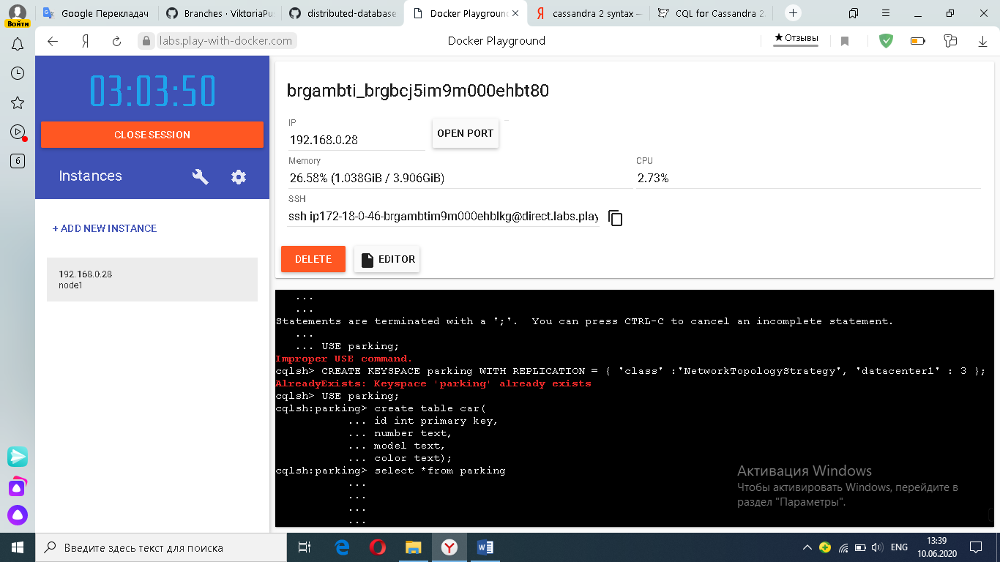 Войти
Google Перекладач
Branches · ViktoriaPu
distributed-database
Docker Playground
cassandra 2 syntax —
CQL for Cassandra 2.
labs.play-with-docker.com
Docker Playground
★ Отзывы
6
03:03:50
CLOSE SESSION
Instances
+ ADD NEW INSTANCE
192.168.0.28
node1
brgambti_brgbcj5im9m000ehbt80
IP
192.168.0.28
OPEN PORT
Memory
26.58% (1.038GiB / 3.906GiB)
CPU
2.73%
SSH
ssh ip172-18-0-46-brgambtim9m000ehblkg@direct.labs.play
DELETE
EDITOR
...
...
Statements are terminated with a ';'.  You can press CTRL-C to cancel an incomplete statement.
...
... USE parking;
Improper USE command.
cqlsh> CREATE KEYSPACE parking WITH REPLICATION = { 'class' :'NetworkTopologyStrategy', 'datacenter1' : 3 };
AlreadyExists: Keyspace 'parking' already exists
cqlsh> USE parking;
cqlsh:parking> create table car(
... id int primary key,
... number text,
... model text,
... color text);
cqlsh:parking> select *from parking
...
...
...
...
Активация Windows
Чтобы активировать Windows, перейдите в
раздел "Параметры".
Введите здесь текст для поиска
ENG
13:39
10.06.2020